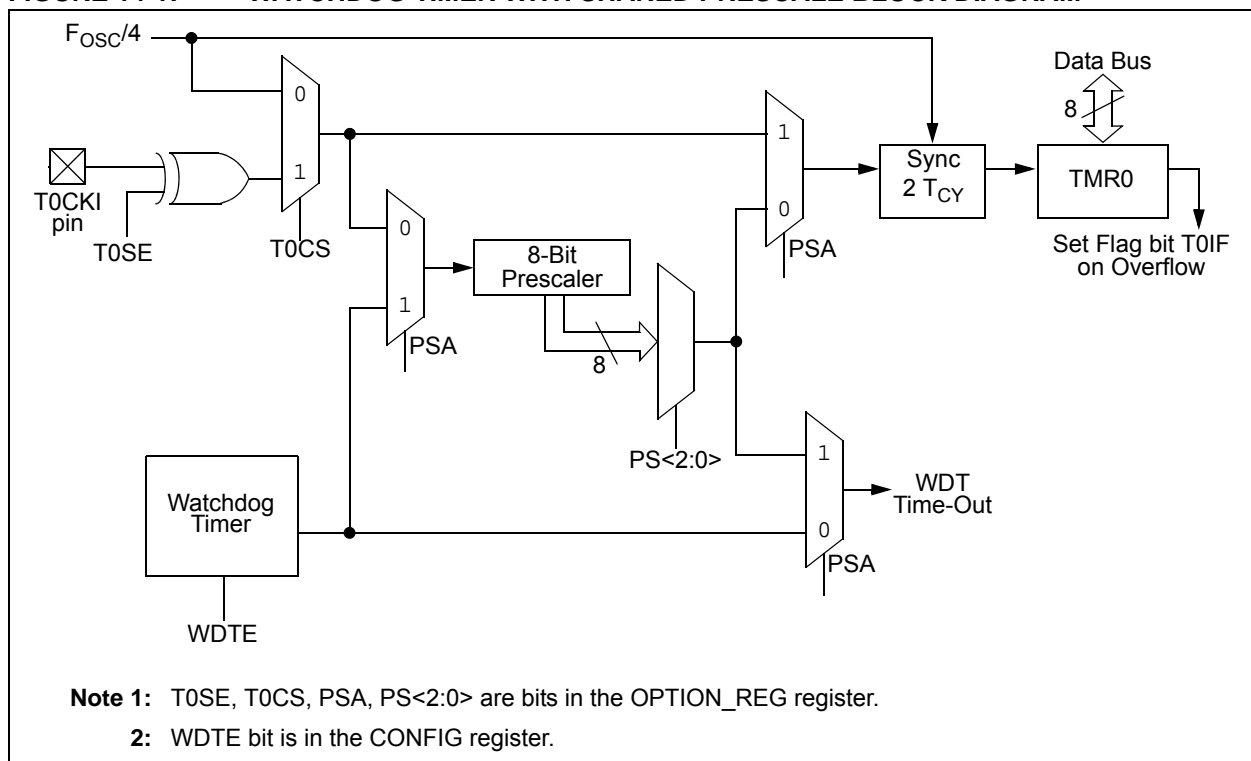 F_OSC/4
Data Bus
0
8
1
T0CKI
pin
1
Sync
2 T_CY
TMR0
T0SE
T0CS
0
8-Bit
Prescaler
0
PSA
Set Flag bit T0IF
on Overflow
1
PSA
8
PS<2:0>
1
WDT
Time-Out
Watchdog
Timer
0
PSA
WDTE
Note 1: T0SE, T0CS, PSA, PS<2:0> are bits in the OPTION_REG register.
2: WDTE bit is in the CONFIG register.